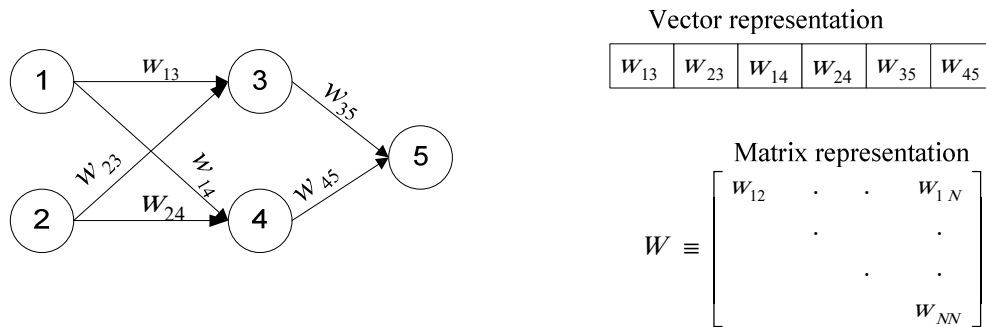 1
w13
3
w35
5
w23
w14
2
w24
4
w45
Vector representation
w13 w23 w14 w24 w35 w45
Matrix representation
W ≡
w12 . . w1N
. .
. .
wNN